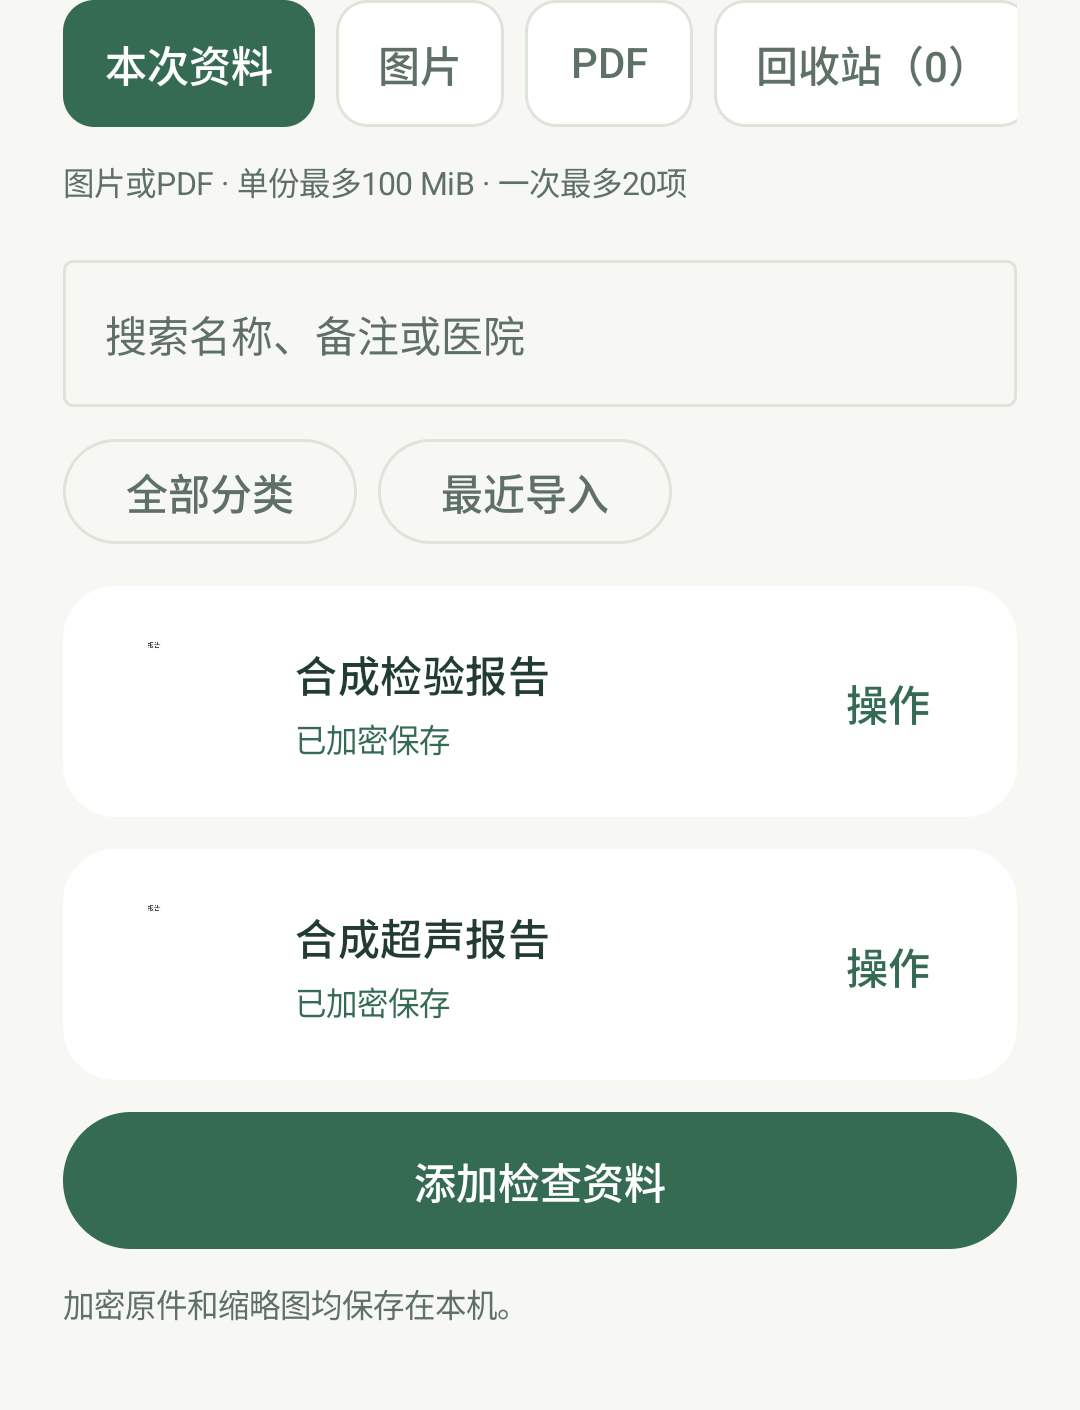 本次资料 图片 PDF 回收站（0）
图片或PDF · 单份最多100 MiB · 一次最多20项
搜索名称、备注或医院
全部分类 最近导入
合成检验报告
已加密保存
操作
合成超声报告
已加密保存
操作
添加检查资料
加密原件和缩略图均保存在本机。